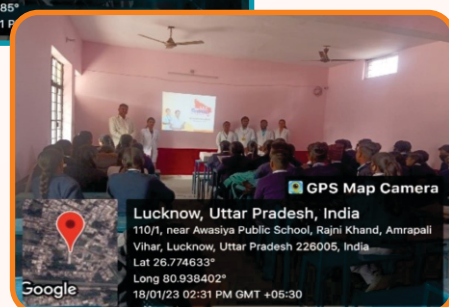 85°
GPS Map Camera
Lucknow, Uttar Pradesh, India
110/1, near Awasiya Public School, Rajni Khand, Amrapali
Vihar, Lucknow, Uttar Pradesh 226005, India
Lat 26.774633°
Long 80.938402°
18/01/23 02:31 PM GMT +05:30
Google